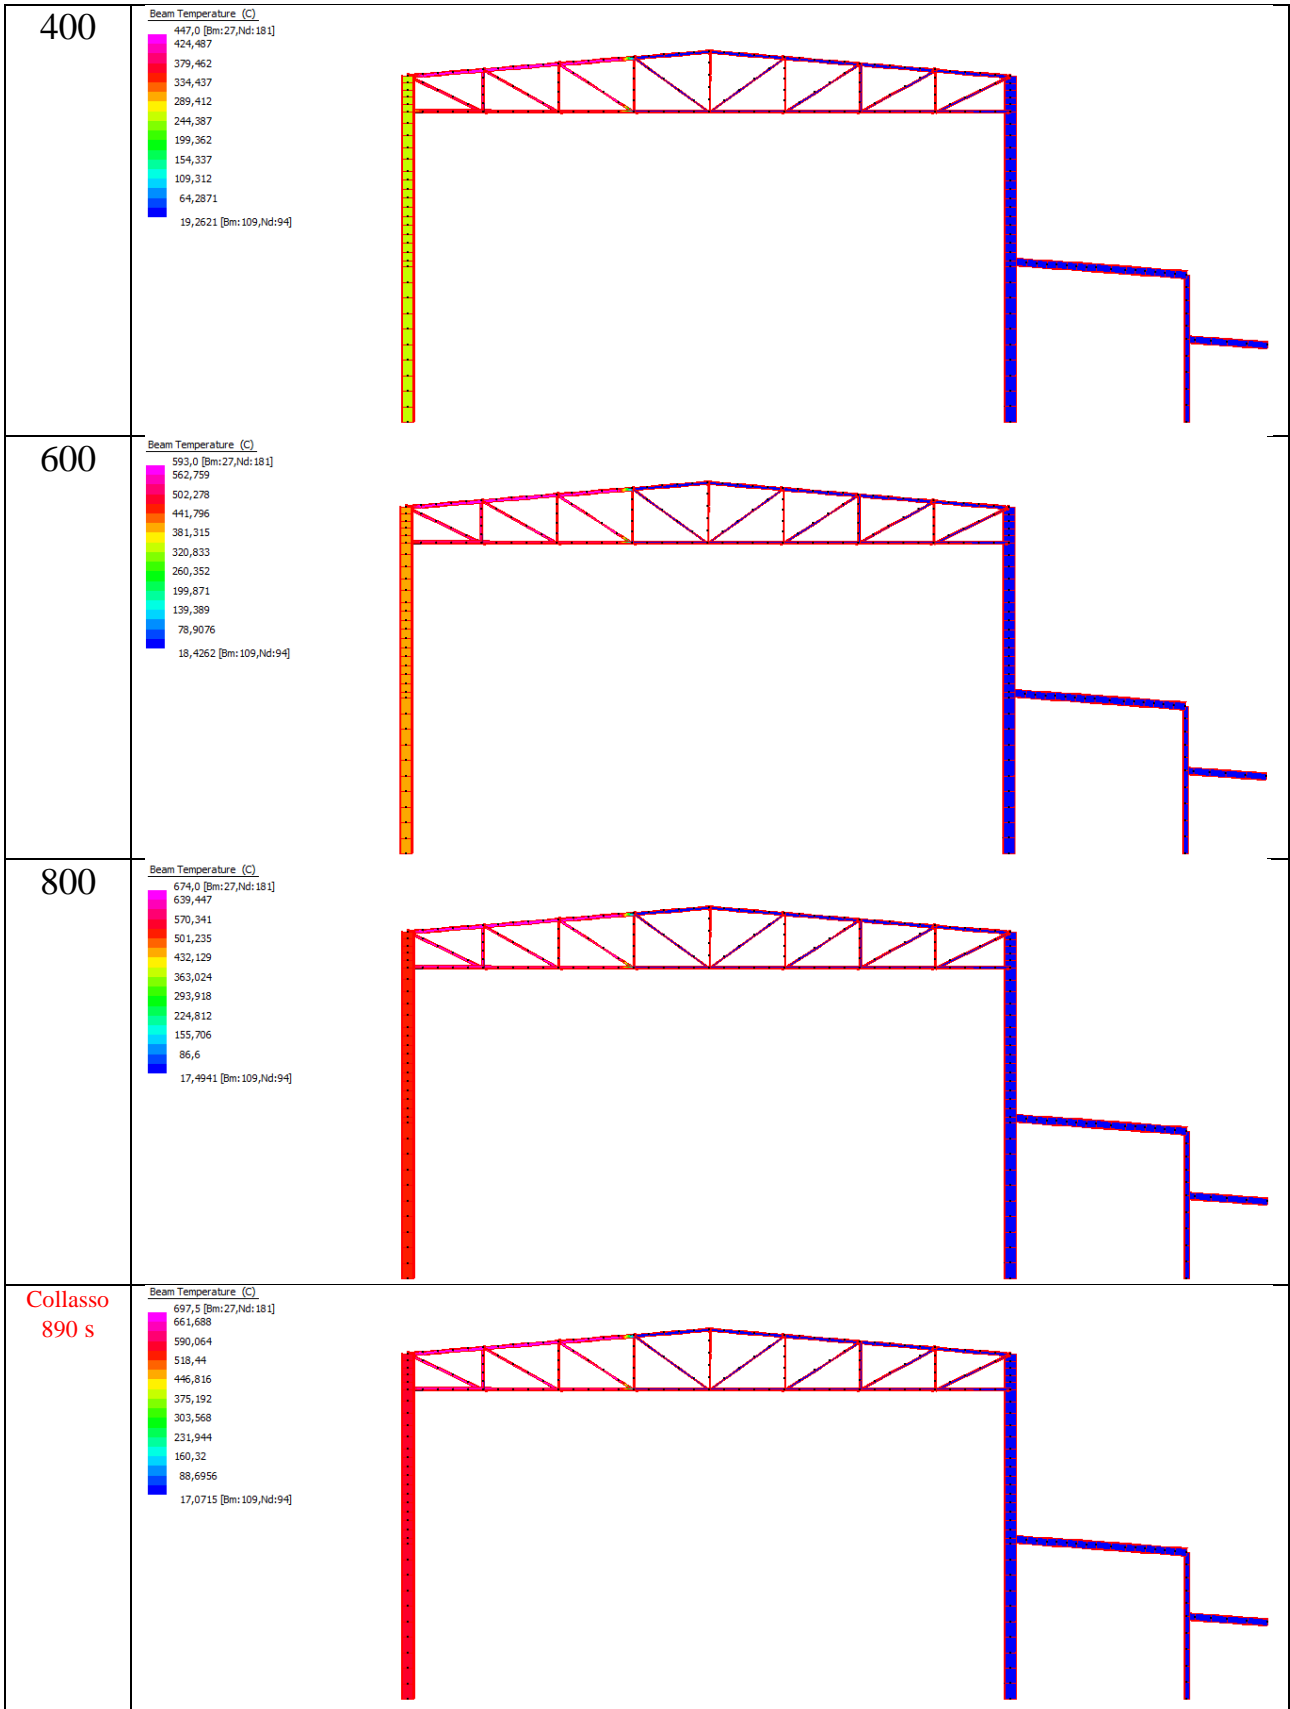 400
Beam Temperature (C)
447,0 [Bm:27,Nd:181]
424,487
379,462
334,437
289,412
244,387
199,362
154,337
109,312
64,2871
19,2621 [Bm:109,Nd:94]
600
Beam Temperature (C)
593,0 [Bm:27,Nd:181]
562,759
502,278
441,796
381,315
320,833
260,352
199,871
139,389
78,9076
18,4262 [Bm:109,Nd:94]
800
Beam Temperature (C)
674,0 [Bm:27,Nd:181]
639,447
570,341
501,235
432,129
363,024
293,918
224,812
155,706
86,6
17,4941 [Bm:109,Nd:94]
Collasso
890 s
Beam Temperature (C)
697,5 [Bm:27,Nd:181]
661,688
590,064
518,44
446,816
375,192
303,568
231,944
160,32
88,6956
17,0715 [Bm:109,Nd:94]